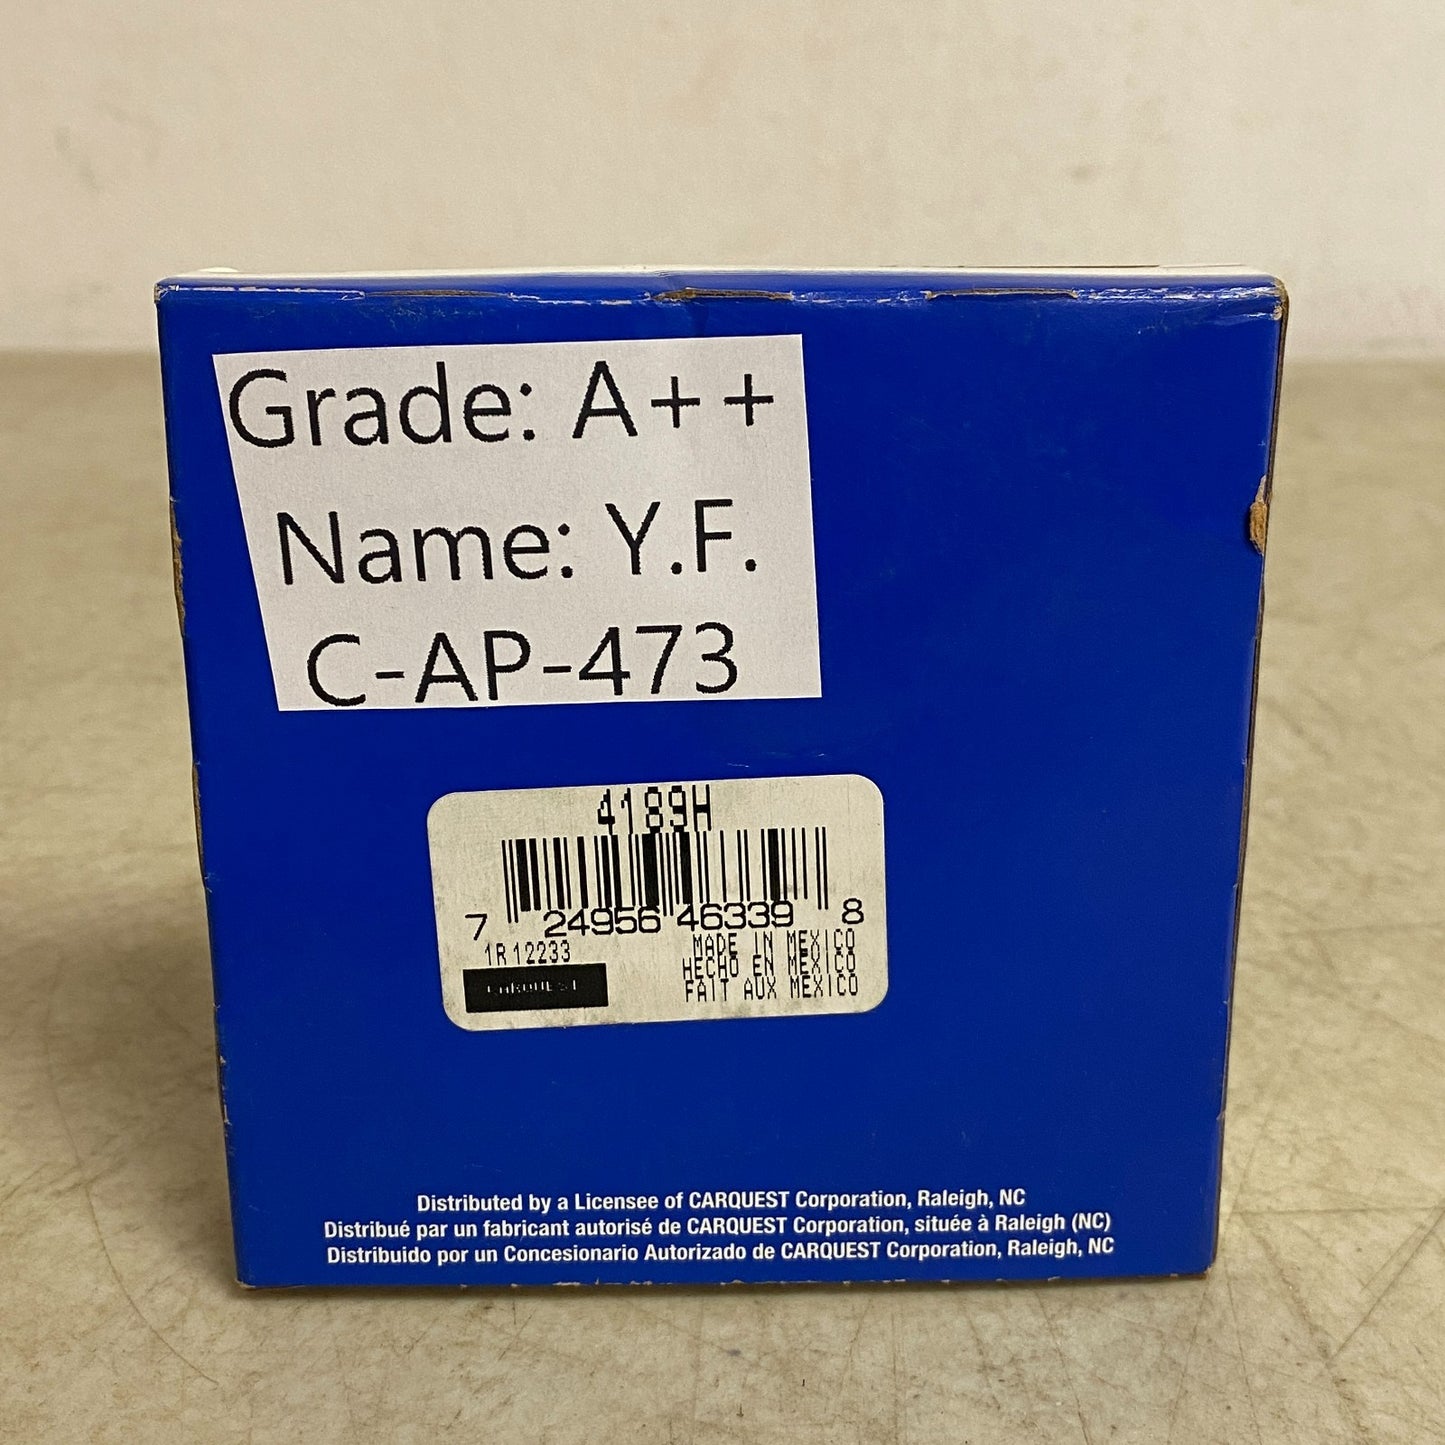 Grade: A++
Name: Y.F.
C-AP-473
4189H
7 24956 46339 8
1R12233
MADE IN MEXICO
HECHO EN MEXICO
FAIT AUX MEXICO
CARQUEST
Distributed by a Licensee of CARQUEST Corporation, Raleigh, NC
Distribué par un fabricant autorisé de CARQUEST Corporation, située à Raleigh (NC)
Distribuido por un Concesionario Autorizado de CARQUEST Corporation, Raleigh, NC